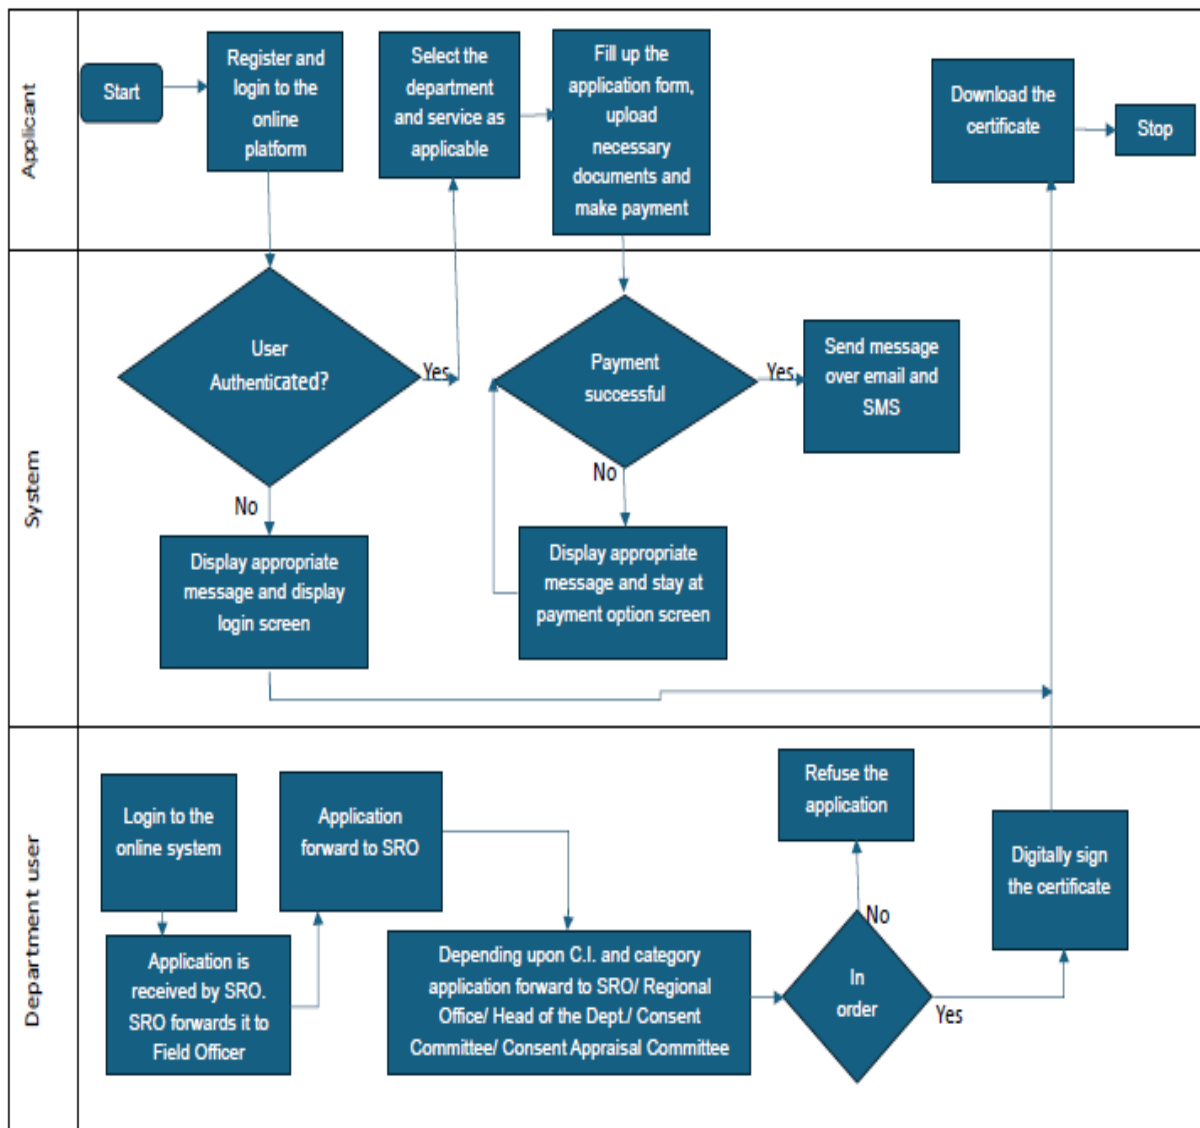 Applicant
Start
Register and
login to the
online
platform
Select the
department
and service as
applicable
Fill up the
application form,
upload
necessary
documents and
make payment
Download the
certificate
Stop
System
User
Authenticated?
Yes
No
Display appropriate
message and display
login screen
Payment
successful
Yes
No
Send message
over email and
SMS
Display appropriate
message and stay at
payment option screen
Department user
Login to the
online system
Application is
received by SRO.
SRO forwards it to
Field Officer
Application
forward to SRO
Depending upon C.I. and category
application forward to SRO/ Regional
Office/ Head of the Dept./ Consent
Committee/ Consent Appraisal Committee
In
order
No
Yes
Refuse the
application
Digitally sign
the certificate